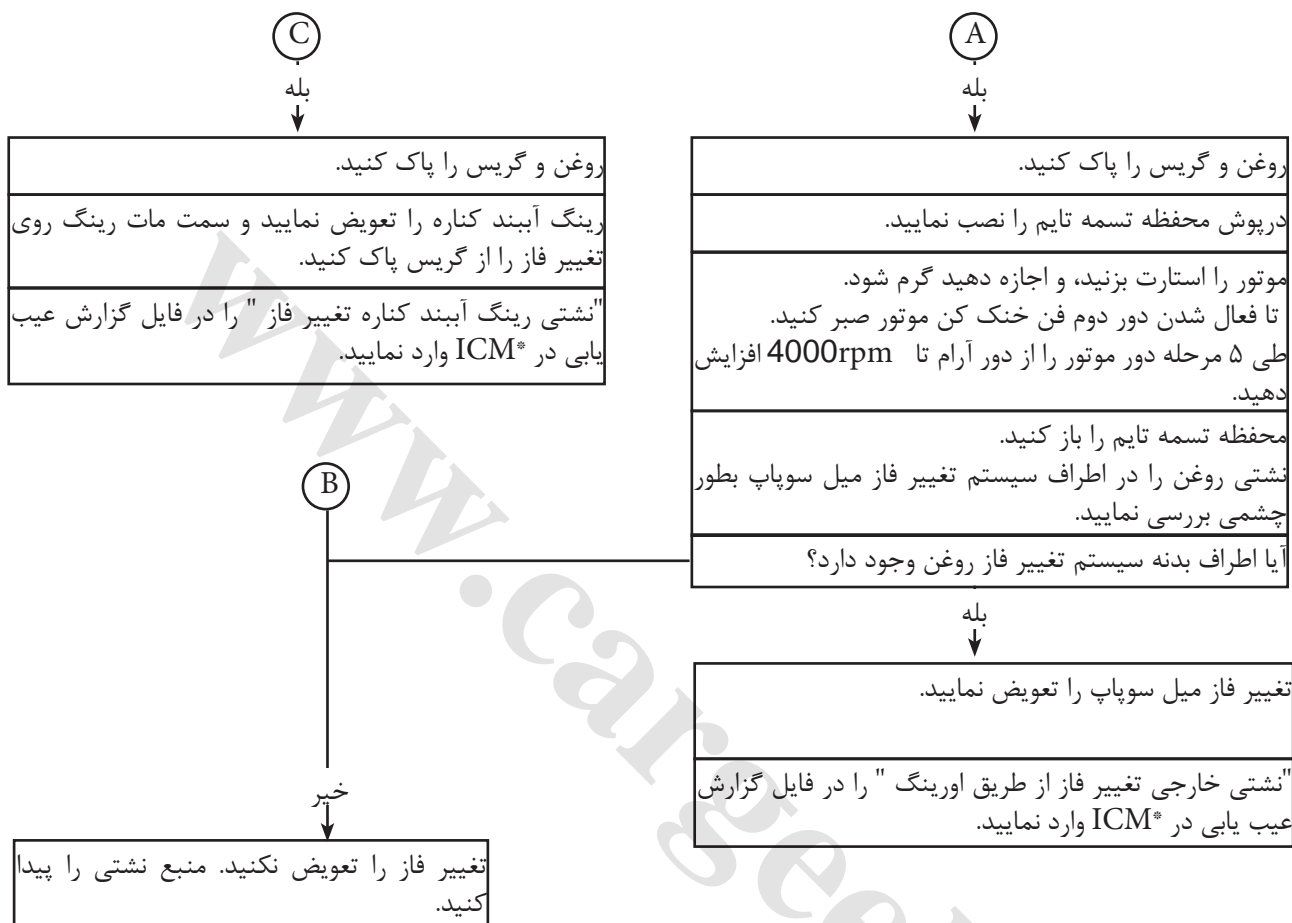 A
بله
روغن و گریس را پاک کنید.
درپوش محفظه تسمه تایم را نصب نمایید.
موتور را استارت بزنید، و اجازه دهید گرم شود.
تا فعال شدن دور دوم فن خنک کن موتور صبر کنید.
طی ۵ مرحله دور موتور را از دور آرام تا 4000rpm افزایش
دهید.
محفظه تسمه تایم را باز کنید.
نشتی روغن را در اطراف سیستم تغییر فاز میل سوپاپ بطور
چشمی بررسی نمایید.
آیا اطراف بدنه سیستم تغییر فاز روغن وجود دارد؟
بله
تغییر فاز میل سوپاپ را تعویض نمایید.
"نشتی خارجی تغییر فاز از طریق اورینگ " را در فایل گزارش
عیب یابی در *ICM وارد نمایید.
C
بله
روغن و گریس را پاک کنید.
رینگ آببند کناره را تعویض نمایید و سمت مات رینگ روی
تغییر فاز را از گریس پاک کنید.
"نشتی رینگ آببند کناره تغییر فاز " را در فایل گزارش عیب
یابی در *ICM وارد نمایید.
B
خیر
تغییر فاز را تعویض نکنید. منبع نشتی را پیدا
کنید.
www.cargee